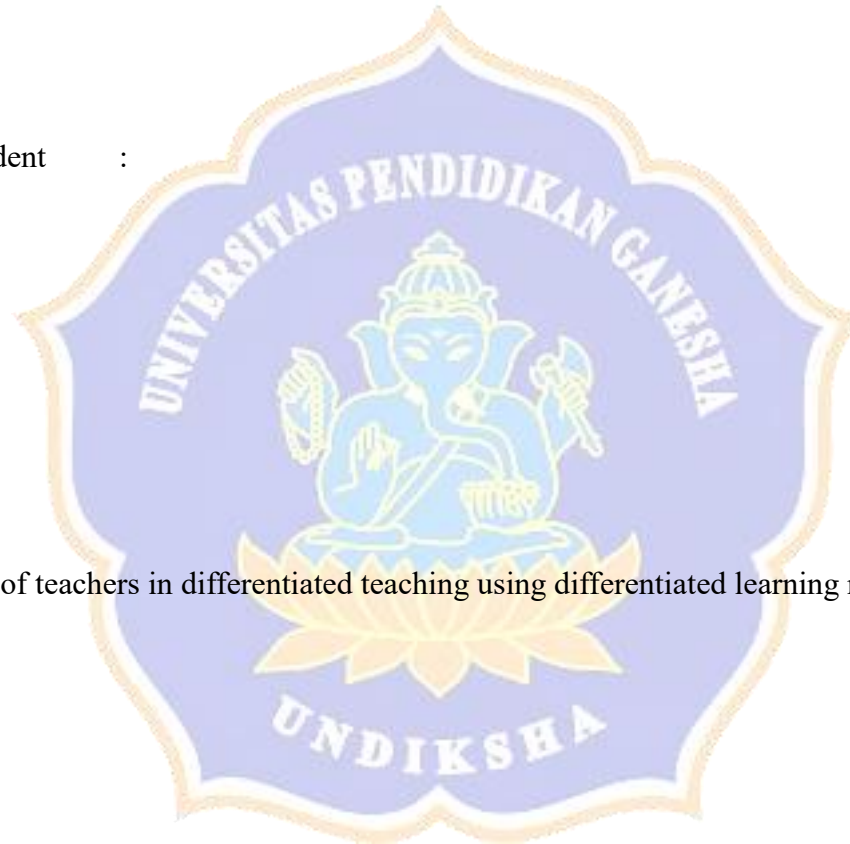 dent :
UNIVERSITAS PENDIDIKAN GANESHA
of teachers in differentiated teaching using differentiated learning
UNDIKSHA